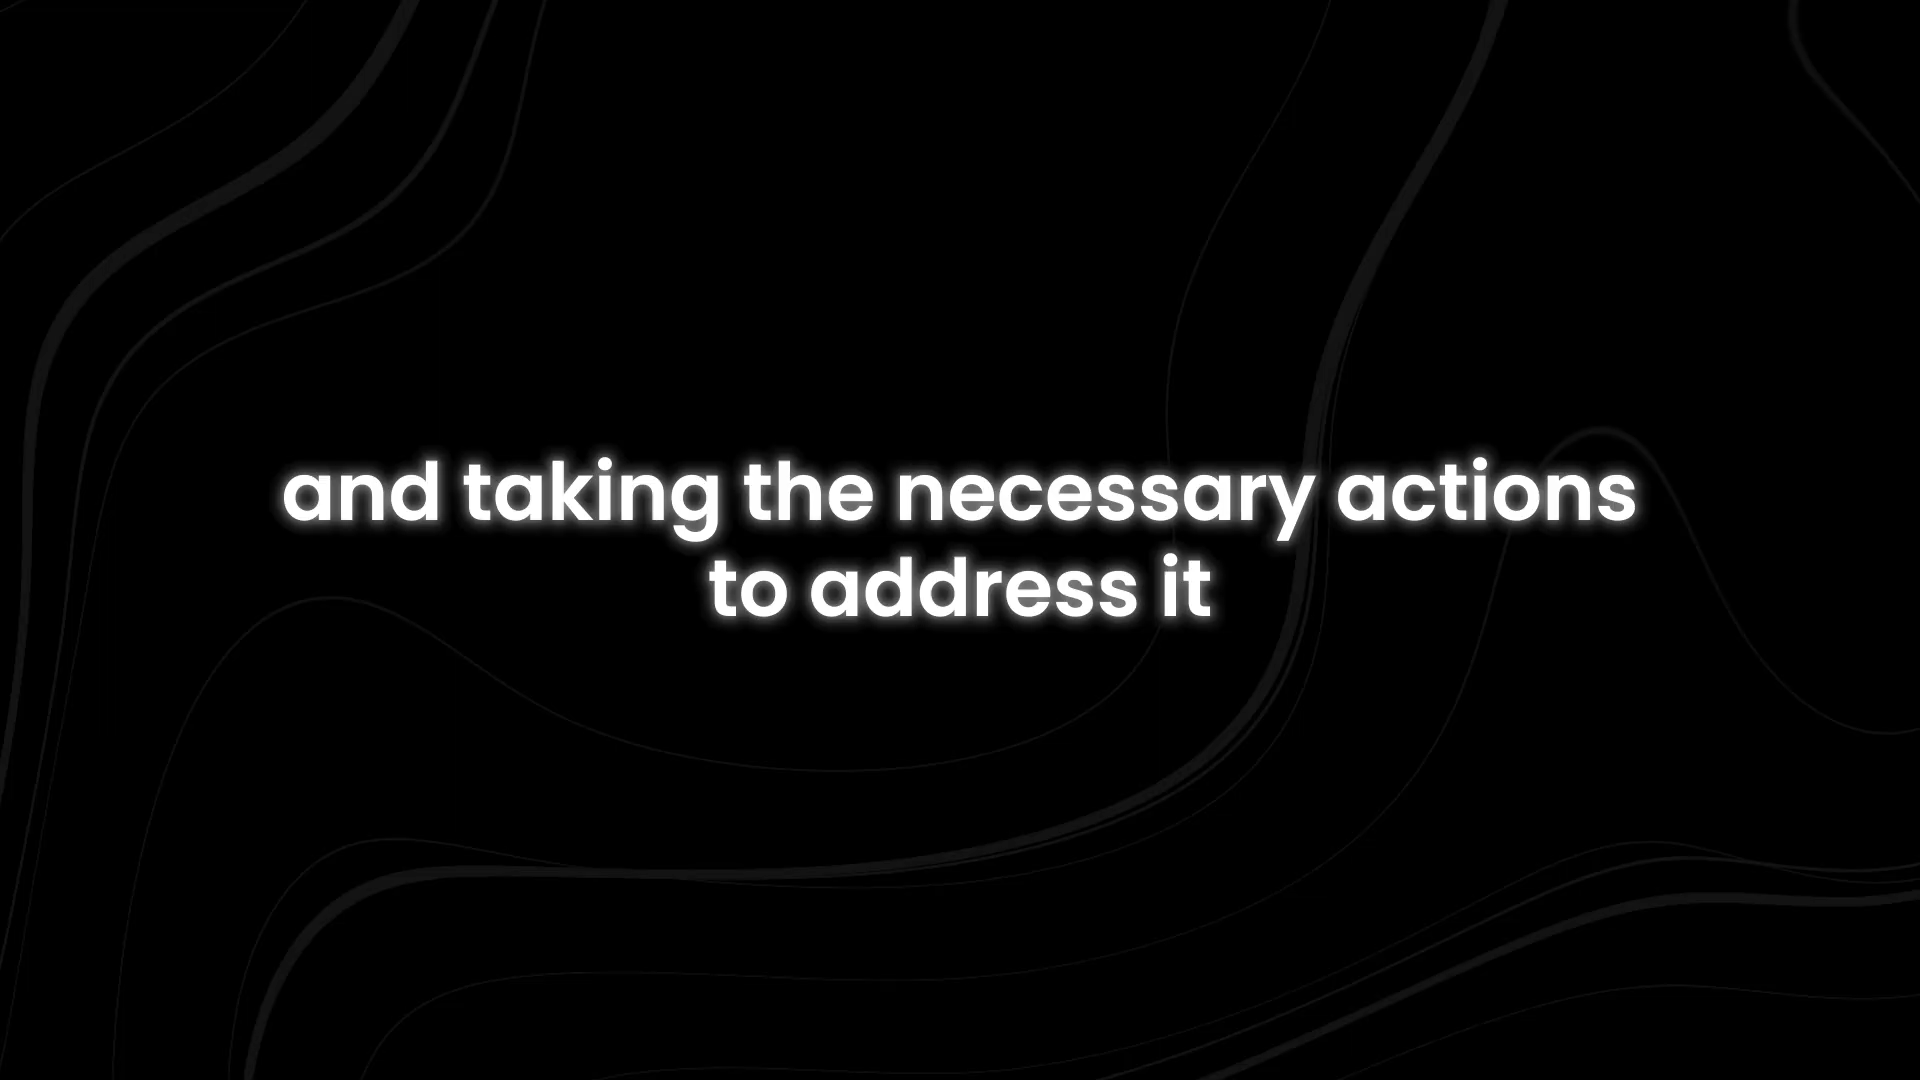 and taking the necessary actions
to address it